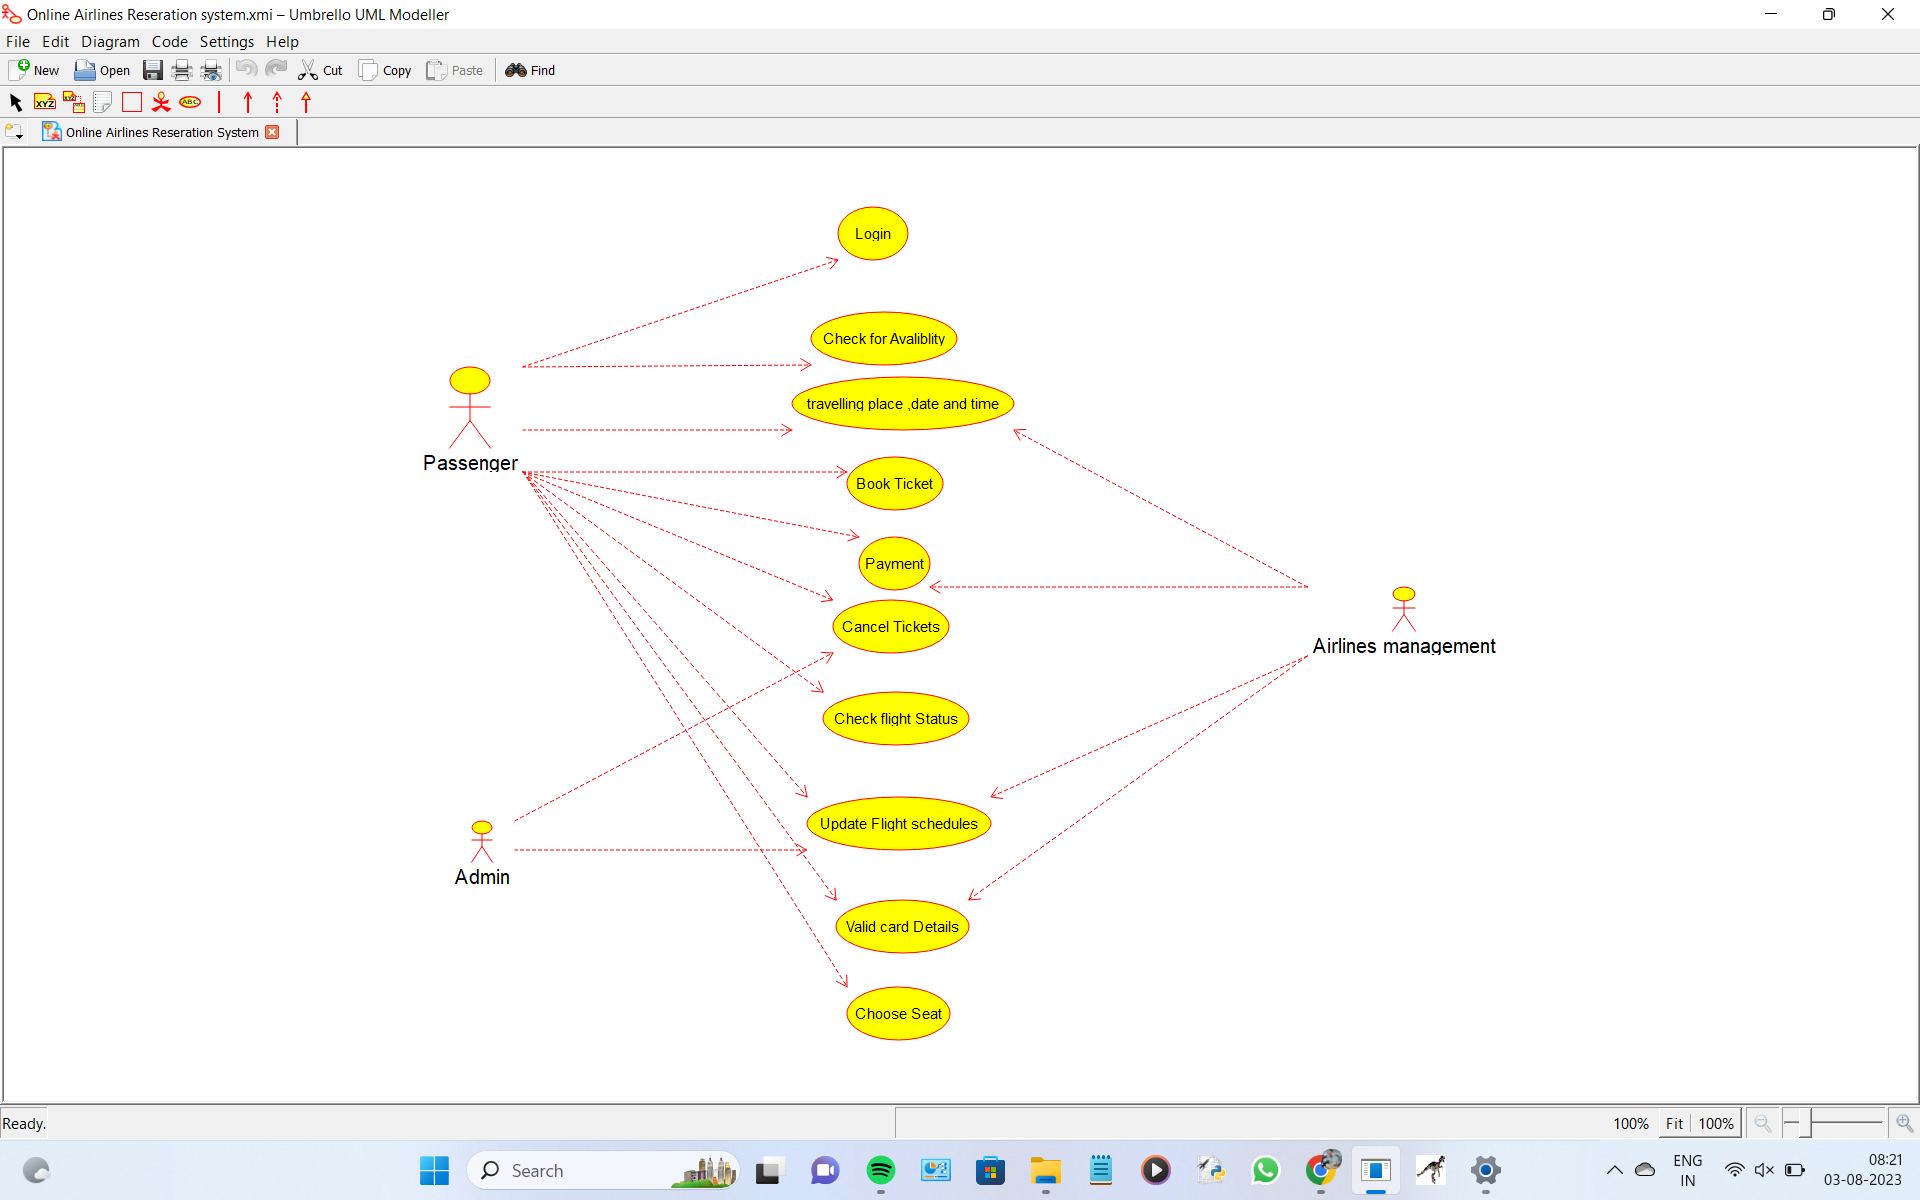 Online Airlines Reseration system.xmi – Umbrello UML Modeller
File Edit Diagram Code Settings Help
New Open Cut Copy Paste Find
XYZ XYZ ABC
Online Airlines Reseration System
Login
Check for Avaliblity
travelling place ,date and time
Passenger
Book Ticket
Payment
Cancel Tickets
Airlines management
Check flight Status
Update Flight schedules
Admin
Valid card Details
Choose Seat
Ready.
100% Fit 100%
Search
ENG
IN
08:21
03-08-2023